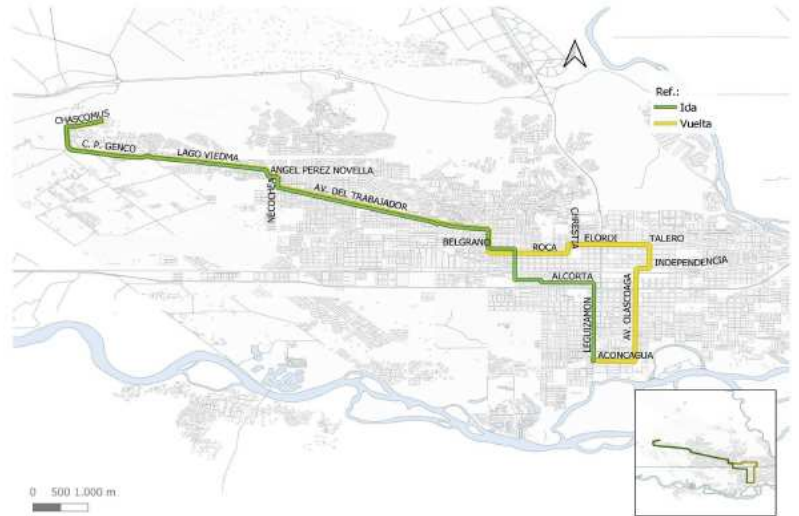 Ref.:
Ida
Vuelta
CHASCOMUS
C. P. GENCO
LAGO VIEDMA
ANGEL PEREZ NOVELLA
NECOCHEA
AV. DEL TRABAJADOR
BELGRANO
ROCA
CHRESTIA
ELORDI
TALERO
INDEPENDENCIA
ALCORTA
LEGUIZAMON
AV. OLASCOAGA
ACONCAGUA
0 500 1.000 m